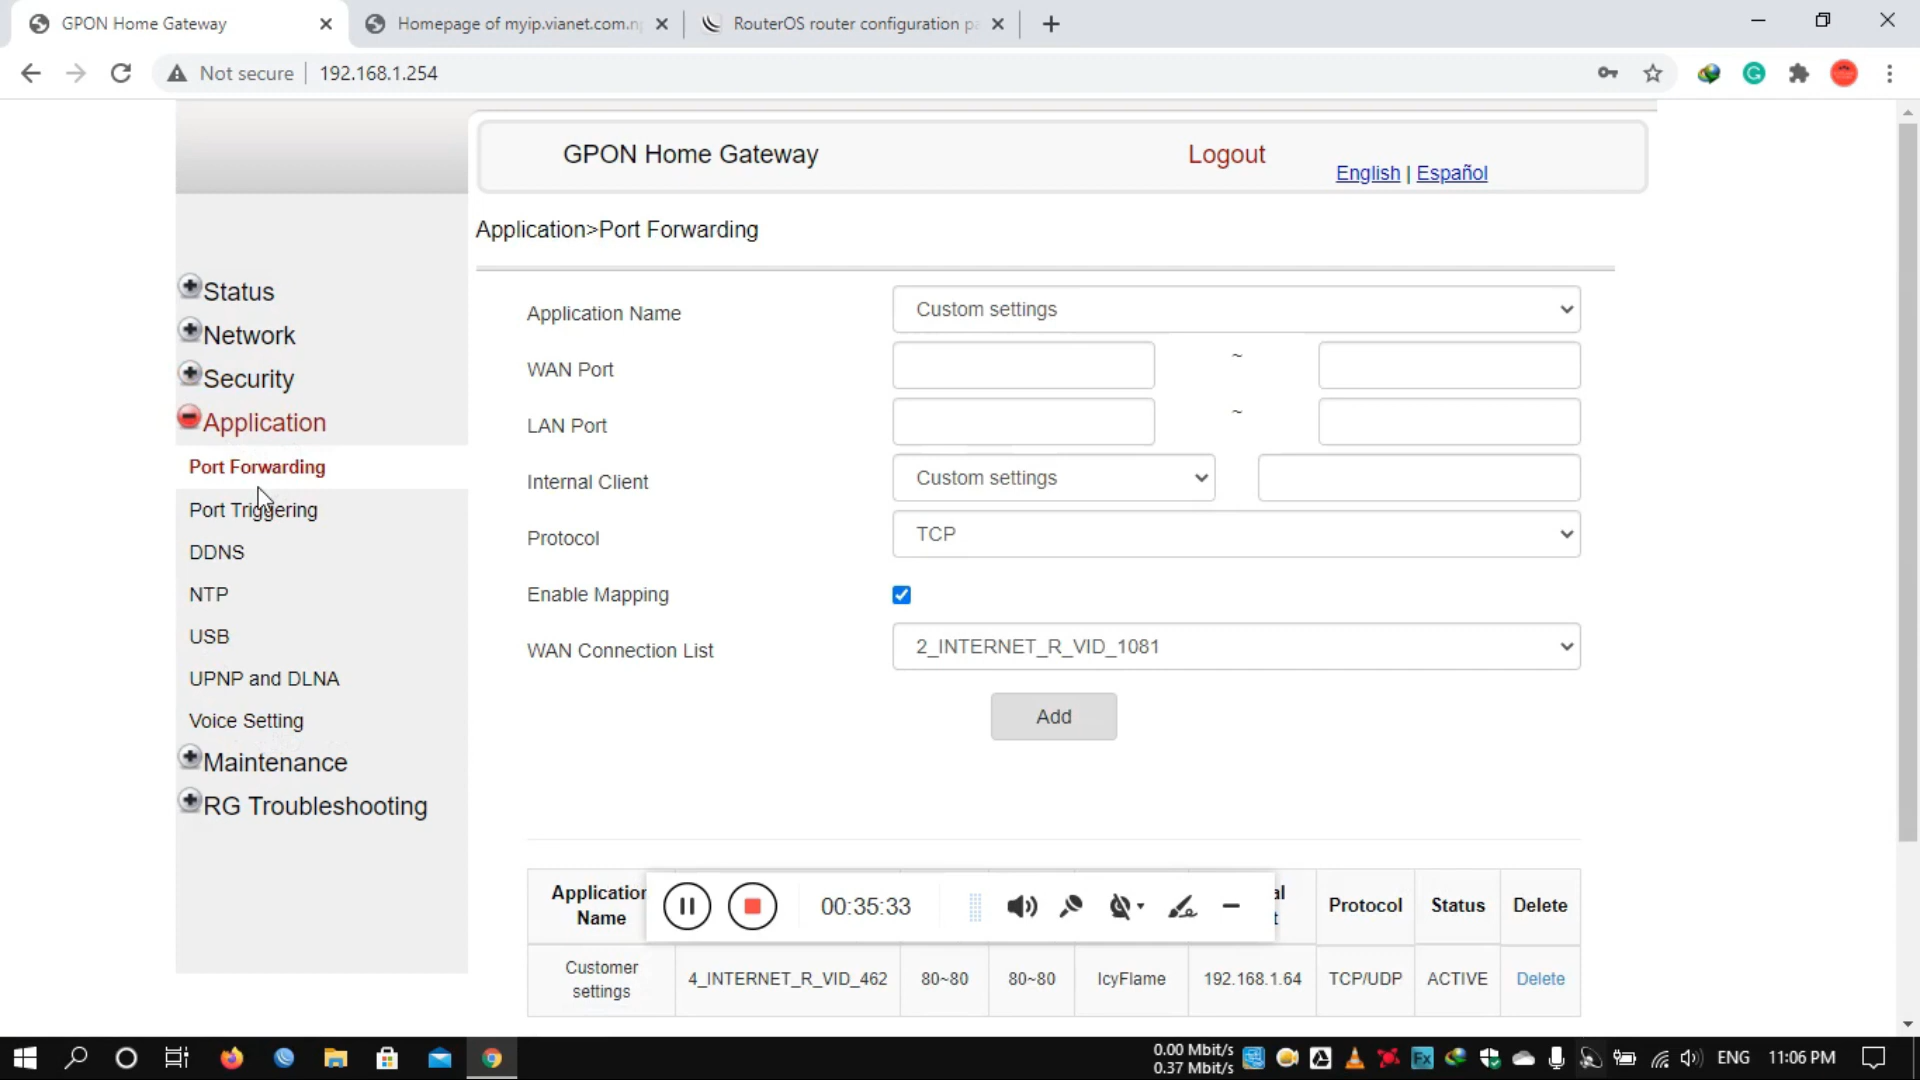 GPON Home Gateway
Homepage of myip.vianet.com.n
RouterOS router configuration pa
Not secure
192.168.1.254
GPON Home Gateway
Logout
English | Español
Application>Port Forwarding
Status
Network
Security
Application
Port Forwarding
Port Triggering
DDNS
NTP
USB
UPNP and DLNA
Voice Setting
Maintenance
RG Troubleshooting
Application Name
Custom settings
WAN Port
~
LAN Port
~
Internal Client
Custom settings
Protocol
TCP
Enable Mapping
WAN Connection List
2_INTERNET_R_VID_1081
Add
Application
Name
00:35:33
al
t
Protocol
Status
Delete
Customer
settings
4_INTERNET_R_VID_462
80~80
80~80
IcyFlame
192.168.1.64
TCP/UDP
ACTIVE
Delete
0.00 Mbit/s
0.37 Mbit/s
Fx
ENG
11:06 PM